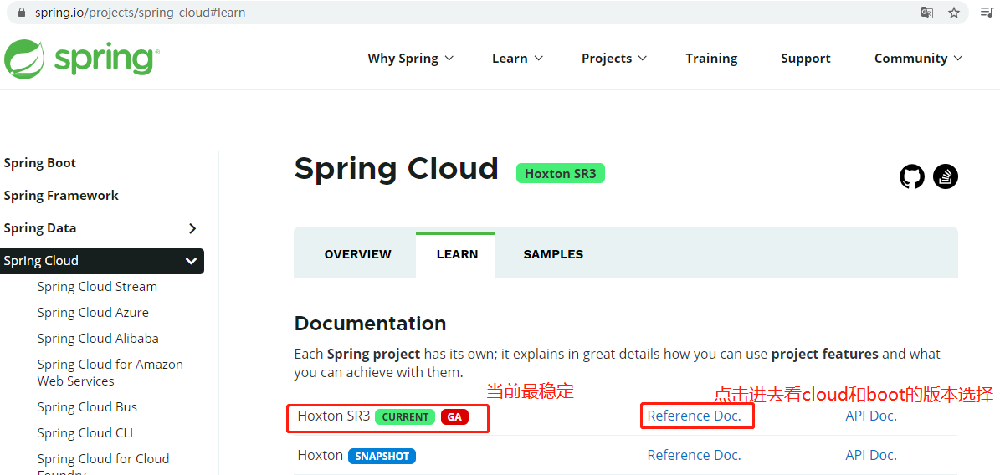 spring.io/projects/spring-cloud#learn
spring
Why Spring Learn Projects Training Support Community
Spring Boot
Spring Framework
Spring Data
Spring Cloud
Spring Cloud Stream
Spring Cloud Azure
Spring Cloud Alibaba
Spring Cloud for Amazon
Web Services
Spring Cloud Bus
Spring Cloud CLI
Spring Cloud for Cloud
Foundry
Spring Cloud Hoxton SR3
OVERVIEW LEARN SAMPLES
Documentation
Each Spring project has its own; it explains in great details how you can use project features and what
you can achieve with them.
当前最稳定
点击进去看cloud和boot的版本选择
Hoxton SR3 CURRENT GA Reference Doc. API Doc.
Hoxton SNAPSHOT Reference Doc. API Doc.